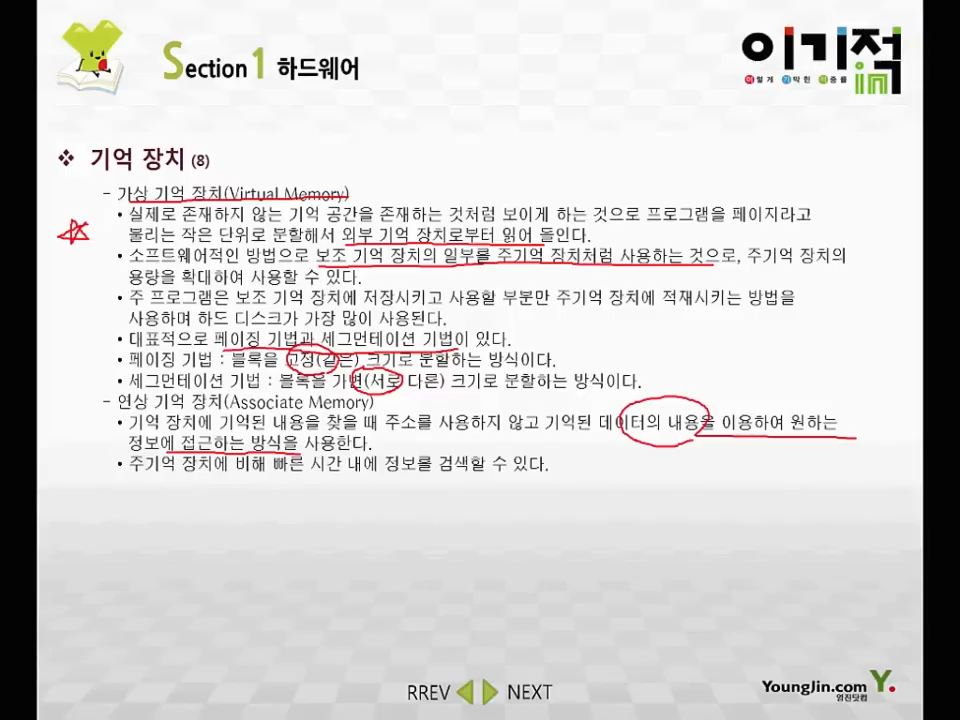 Section 1 하드웨어
이기적in
이렇게 기막힌 적중률
❖ 기억 장치 (8)
– 가상 기억 장치(Virtual Memory)
• 실제로 존재하지 않는 기억 공간을 존재하는 것처럼 보이게 하는 것으로 프로그램을 페이지라고
불리는 작은 단위로 분할해서 외부 기억 장치로부터 읽어 들인다.
• 소프트웨어적인 방법으로 보조 기억 장치의 일부를 주기억 장치처럼 사용하는 것으로, 주기억 장치의
용량을 확대하여 사용할 수 있다.
• 주 프로그램은 보조 기억 장치에 저장시키고 사용할 부분만 주기억 장치에 적재시키는 방법을
사용하며 하드 디스크가 가장 많이 사용된다.
• 대표적으로 페이징 기법과 세그먼테이션 기법이 있다.
• 페이징 기법 : 블록을 고정(같은) 크기로 분할하는 방식이다.
• 세그먼테이션 기법 : 블록을 가변(서로 다른) 크기로 분할하는 방식이다.
– 연상 기억 장치(Associate Memory)
• 기억 장치에 기억된 내용을 찾을 때 주소를 사용하지 않고 기억된 데이터의 내용을 이용하여 원하는
정보에 접근하는 방식을 사용한다.
• 주기억 장치에 비해 빠른 시간 내에 정보를 검색할 수 있다.
RREV NEXT
YoungJin.com Y.
영진닷컴